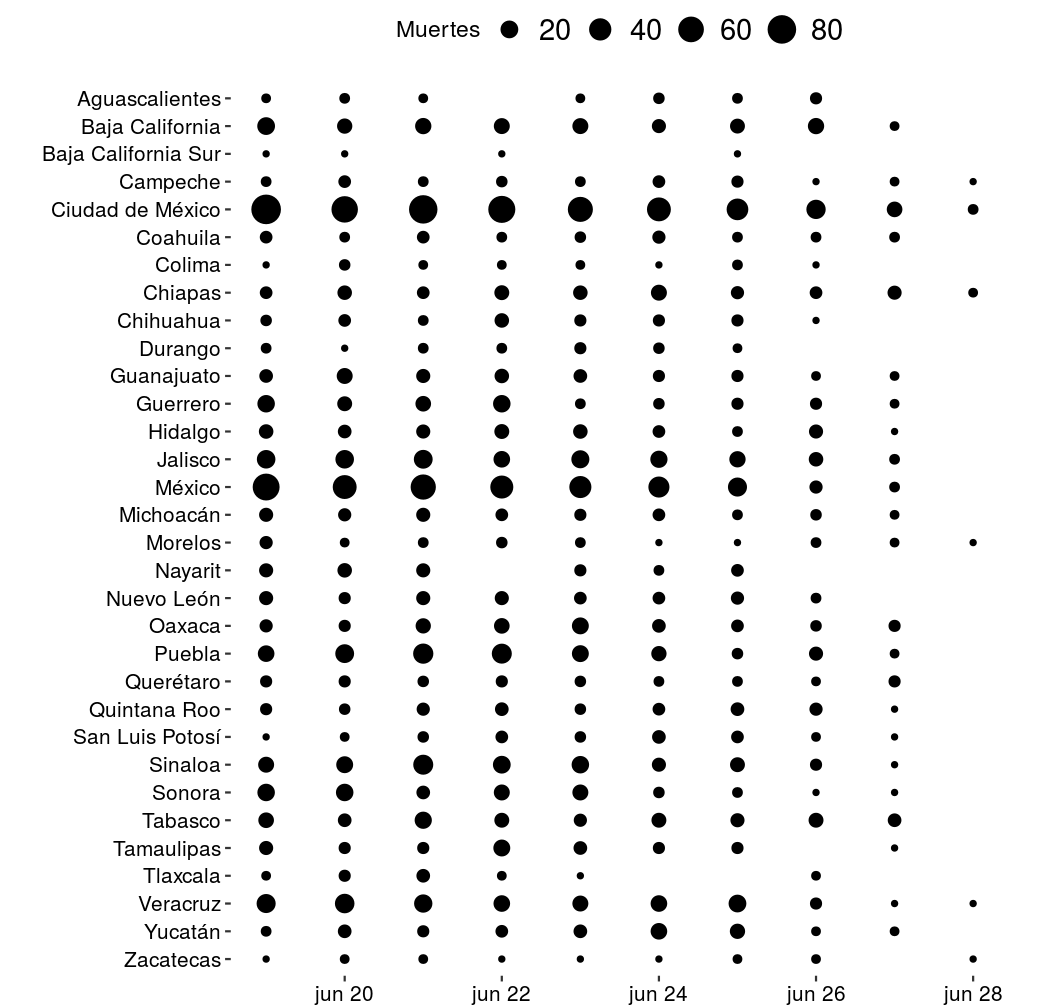 Muertes 20 40 60 80
Aguascalientes
Baja California
Baja California Sur
Campeche
Ciudad de México
Coahuila
Colima
Chiapas
Chihuahua
Durango
Guanajuato
Guerrero
Hidalgo
Jalisco
México
Michoacán
Morelos
Nayarit
Nuevo León
Oaxaca
Puebla
Querétaro
Quintana Roo
San Luis Potosí
Sinaloa
Sonora
Tabasco
Tamaulipas
Tlaxcala
Veracruz
Yucatán
Zacatecas
jun 20 jun 22 jun 24 jun 26 jun 28